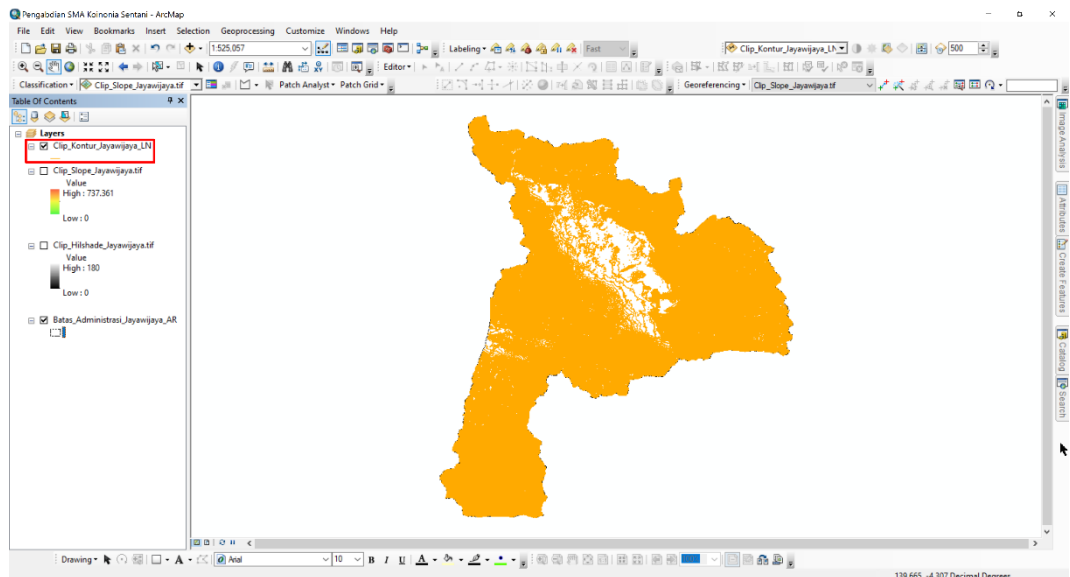 Pengabdian SMA Koinonia Sentani - ArcMap
File Edit View Bookmarks Insert Selection Geoprocessing Customize Windows Help
1:525.057
Labeling Fast
Clip_Kontur_Jayawijaya_LN
500
Editor
Classification Clip_Slope_Jayawijaya.tif
Patch Analyst Patch Grid
Georeferencing Clip_Slope_Jayawijaya.tif
Table Of Contents
Layers
Clip_Kontur_Jayawijaya_LN
Clip_Slope_Jayawijaya.tif
Value
High : 737.361
Low : 0
Clip_Hilshade_Jayawijaya.tif
Value
High : 180
Low : 0
Batas_Administrasi_Jayawijaya_AR
Image Analysis
Attributes
Create Features
Catalog
Search
Drawing Arial 10 B I U A
139,665 -4,307 Decimal Degrees